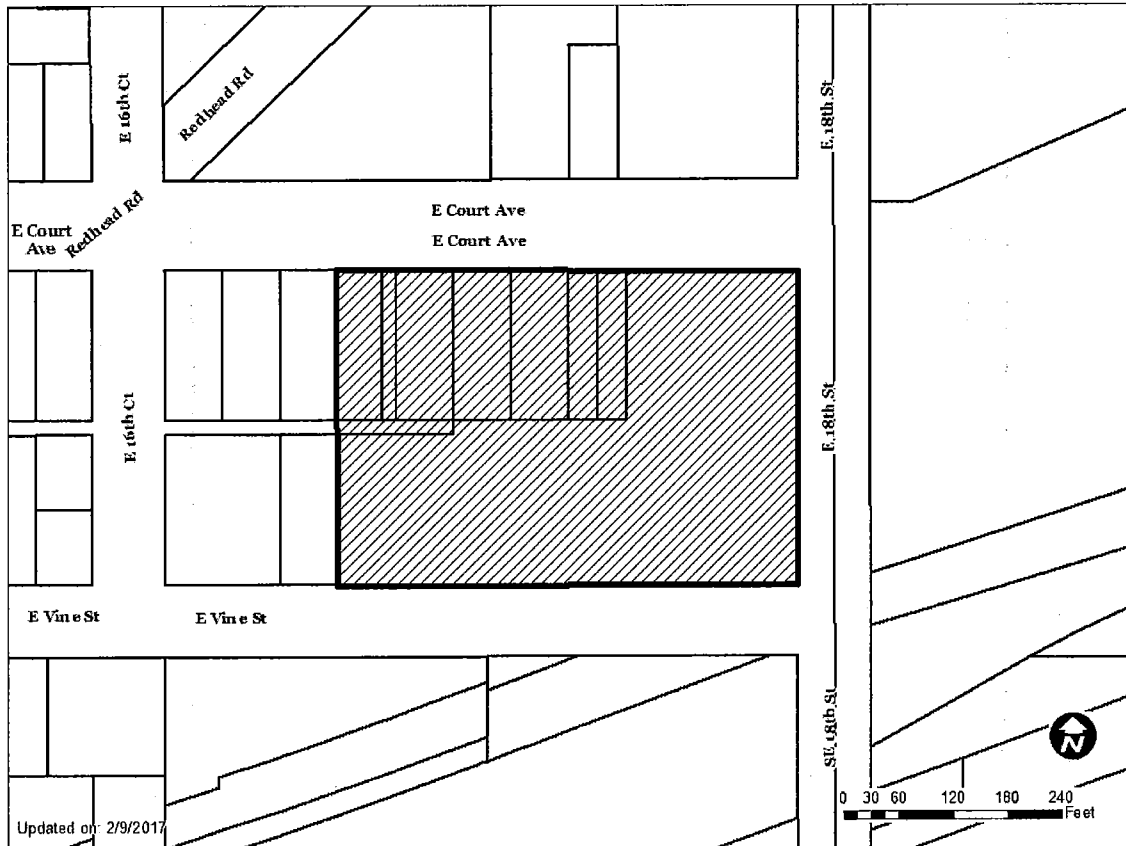 E 16th Ct
Redhead Rd
E 18th St
E Court Ave
E Court Ave
E Court
Ave
Redhead Rd
E 16th Ct
E 18th St
E Vine St
E Vine St
SE 18th St
N
0 30 60 120 180 240
Feet
Updated on: 2/9/2017